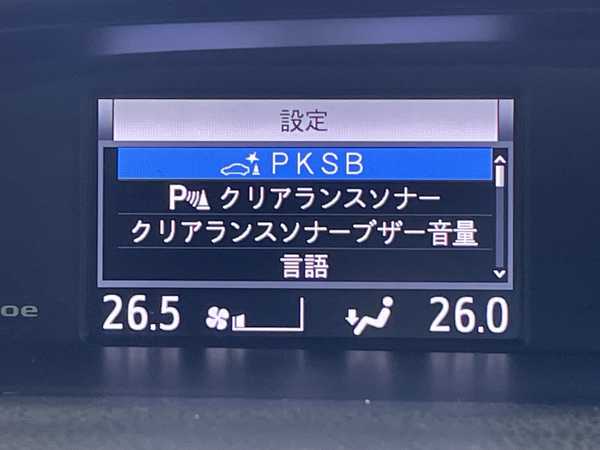 設定
PKSB
P クリアランスソナー
クリアランスソナーブザー音量
言語
oe
26.5 26.0